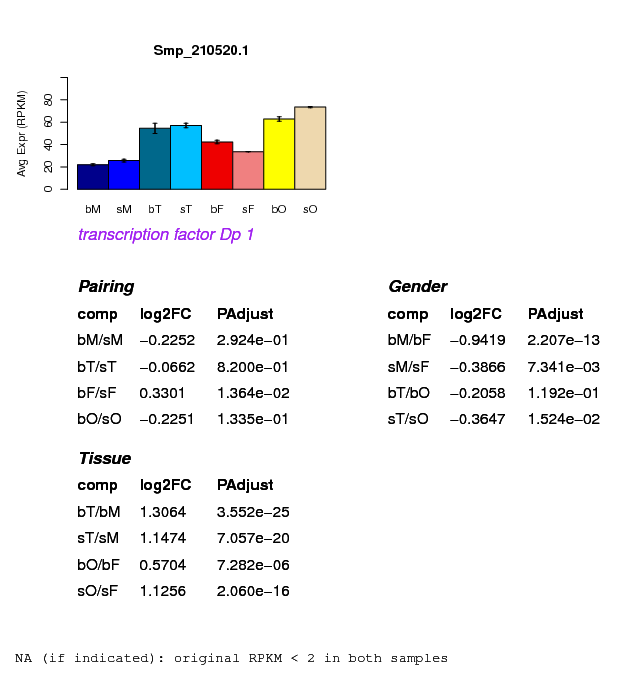 Smp_210520.1
Avg Expr (RPKM)
0 20 40 60 80
bM sM bT sT bF sF bO sO
transcription factor Dp 1
Pairing
comp log2FC PAdjust
bM/sM −0.2252 2.924e−01
bT/sT −0.0662 8.200e−01
bF/sF 0.3301 1.364e−02
bO/sO −0.2251 1.335e−01
Gender
comp log2FC PAdjust
bM/bF −0.9419 2.207e−13
sM/sF −0.3866 7.341e−03
bT/bO −0.2058 1.192e−01
sT/sO −0.3647 1.524e−02
Tissue
comp log2FC PAdjust
bT/bM 1.3064 3.552e−25
sT/sM 1.1474 7.057e−20
bO/bF 0.5704 7.282e−06
sO/sF 1.1256 2.060e−16
NA (if indicated): original RPKM < 2 in both samples